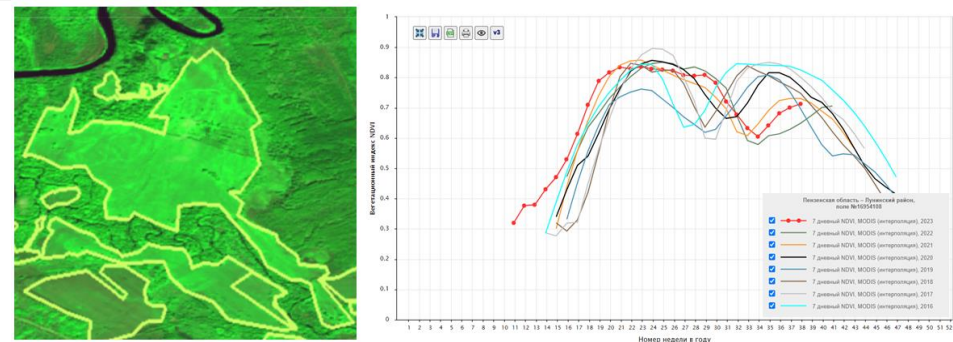 v3
1
0.9
0.8
0.7
0.6
0.5
0.4
0.3
0.2
0.1
0
Вегетационный индекс NDVI
1 2 3 4 5 6 7 8 9 10 11 12 13 14 15 16 17 18 19 20 21 22 23 24 25 26 27 28 29 30 31 32 33 34 35 36 37 38 39 40 41 42 43 44 45 46 47 48 49 50 51 52
Номер недели в году
Пензенская область – Лунинский район,
поле №16954188
7 дневный NDVI, MODIS (интерполяция), 2023
7 дневный NDVI, MODIS (интерполяция), 2022
7 дневный NDVI, MODIS (интерполяция), 2021
7 дневный NDVI, MODIS (интерполяция), 2020
7 дневный NDVI, MODIS (интерполяция), 2019
7 дневный NDVI, MODIS (интерполяция), 2018
7 дневный NDVI, MODIS (интерполяция), 2017
7 дневный NDVI, MODIS (интерполяция), 2016